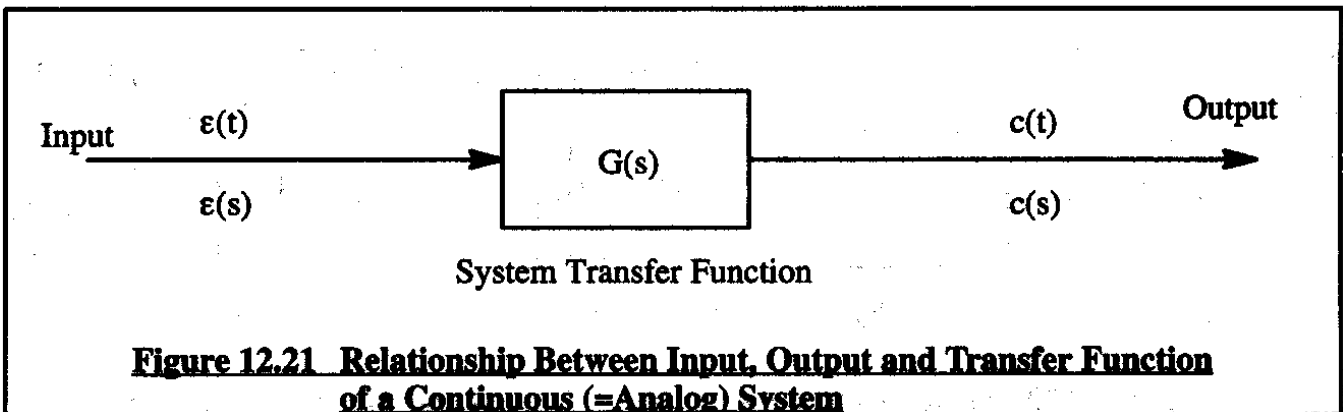 Input
ε(t)
ε(s)
G(s)
c(t)
c(s)
Output
System Transfer Function
Figure 12.21 Relationship Between Input, Output and Transfer Function
of a Continuous (=Analog) System